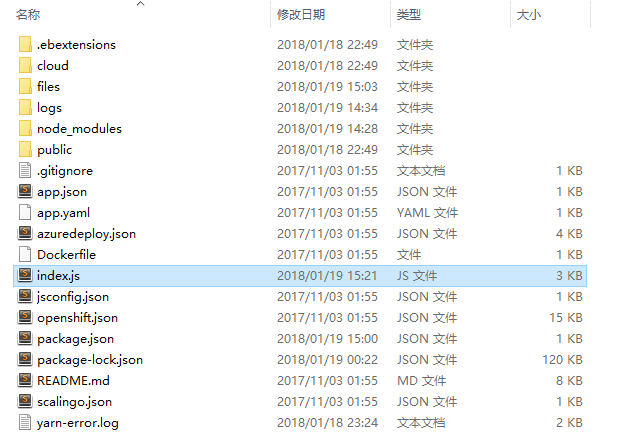 名称 修改日期 类型 大小
.ebextensions 2018/01/18 22:49 文件夹
cloud 2018/01/18 22:49 文件夹
files 2018/01/19 15:03 文件夹
logs 2018/01/19 14:34 文件夹
node_modules 2018/01/19 14:28 文件夹
public 2018/01/18 22:49 文件夹
.gitignore 2017/11/03 01:55 文本文档 1 KB
app.json 2017/11/03 01:55 JSON 文件 1 KB
app.yaml 2017/11/03 01:55 YAML 文件 1 KB
azuredeploy.json 2017/11/03 01:55 JSON 文件 4 KB
Dockerfile 2017/11/03 01:55 文件 1 KB
index.js 2018/01/19 15:21 JS 文件 3 KB
jsconfig.json 2017/11/03 01:55 JSON 文件 1 KB
openshift.json 2017/11/03 01:55 JSON 文件 15 KB
package.json 2018/01/19 15:00 JSON 文件 1 KB
package-lock.json 2018/01/19 00:22 JSON 文件 120 KB
README.md 2017/11/03 01:55 MD 文件 8 KB
scalingo.json 2017/11/03 01:55 JSON 文件 1 KB
yarn-error.log 2018/01/18 23:24 文本文档 2 KB